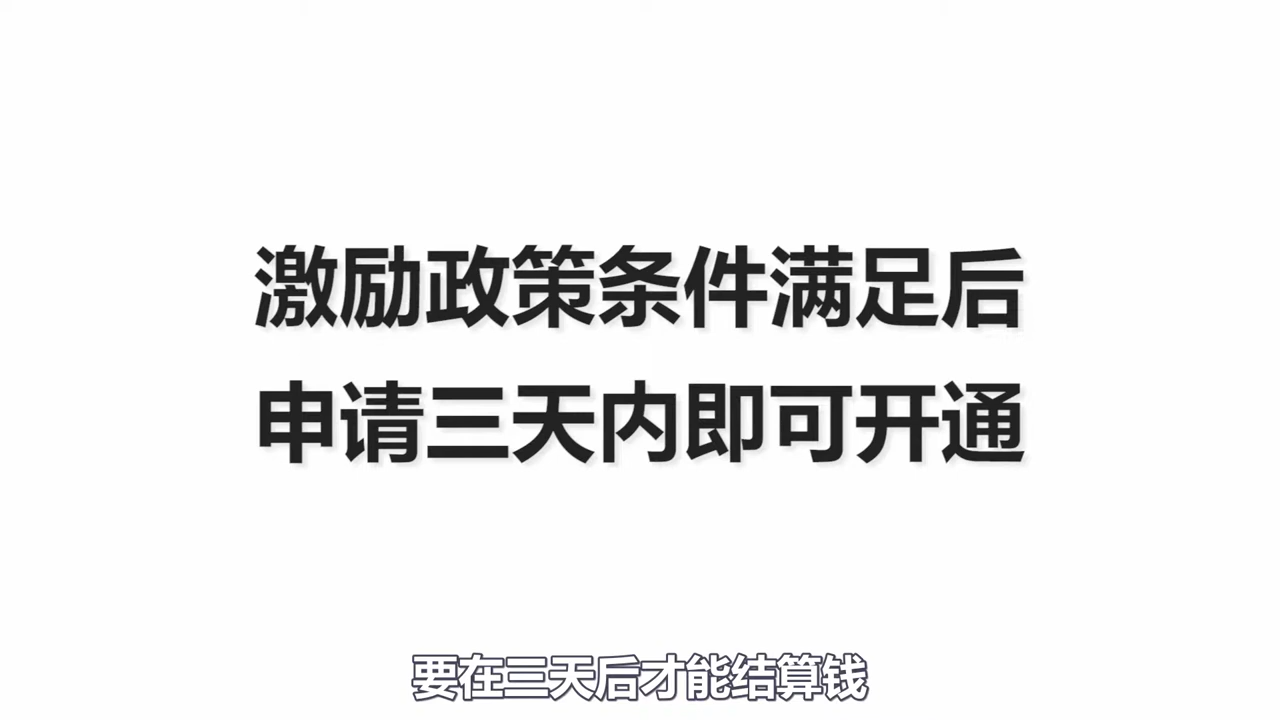 激励政策条件满足后
申请三天内即可开通
要在三天后才能结算钱